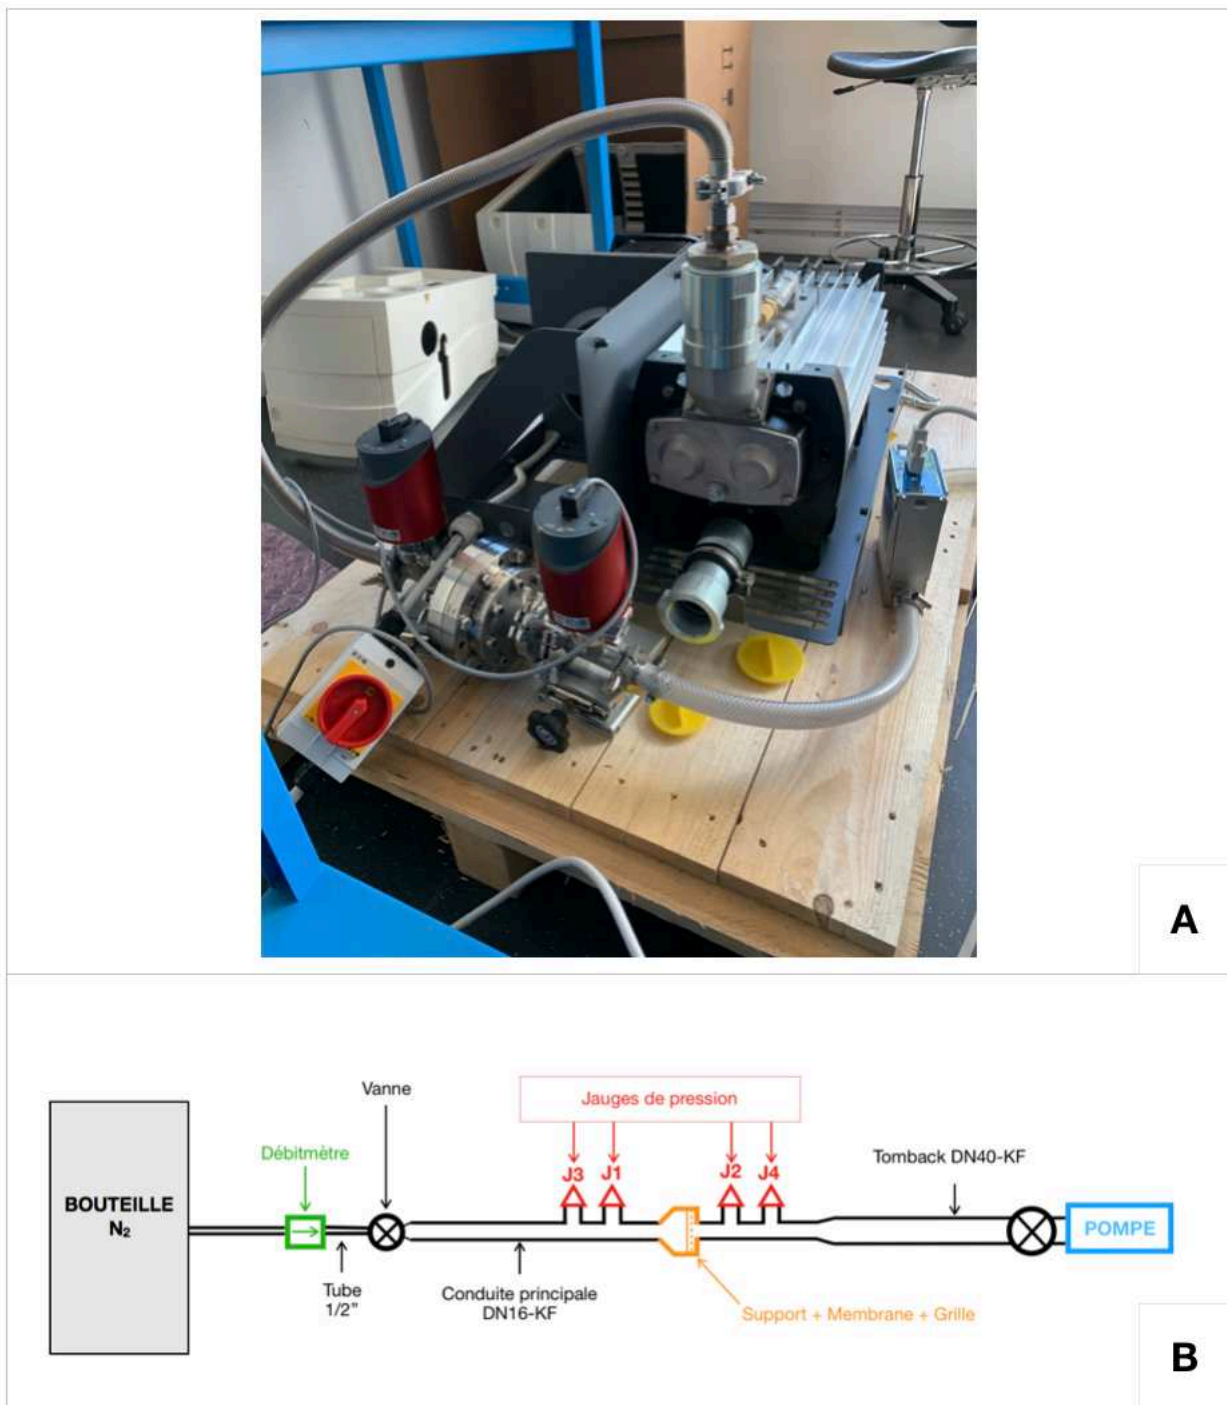 A
Vanne
Jauges de pression
Débitmètre
J3
J1
J2
J4
Tomback DN40-KF
BOUTEILLE
N₂
POMPE
Tube
1/2"
Conduite principale
DN16-KF
Support + Membrane + Grille
B